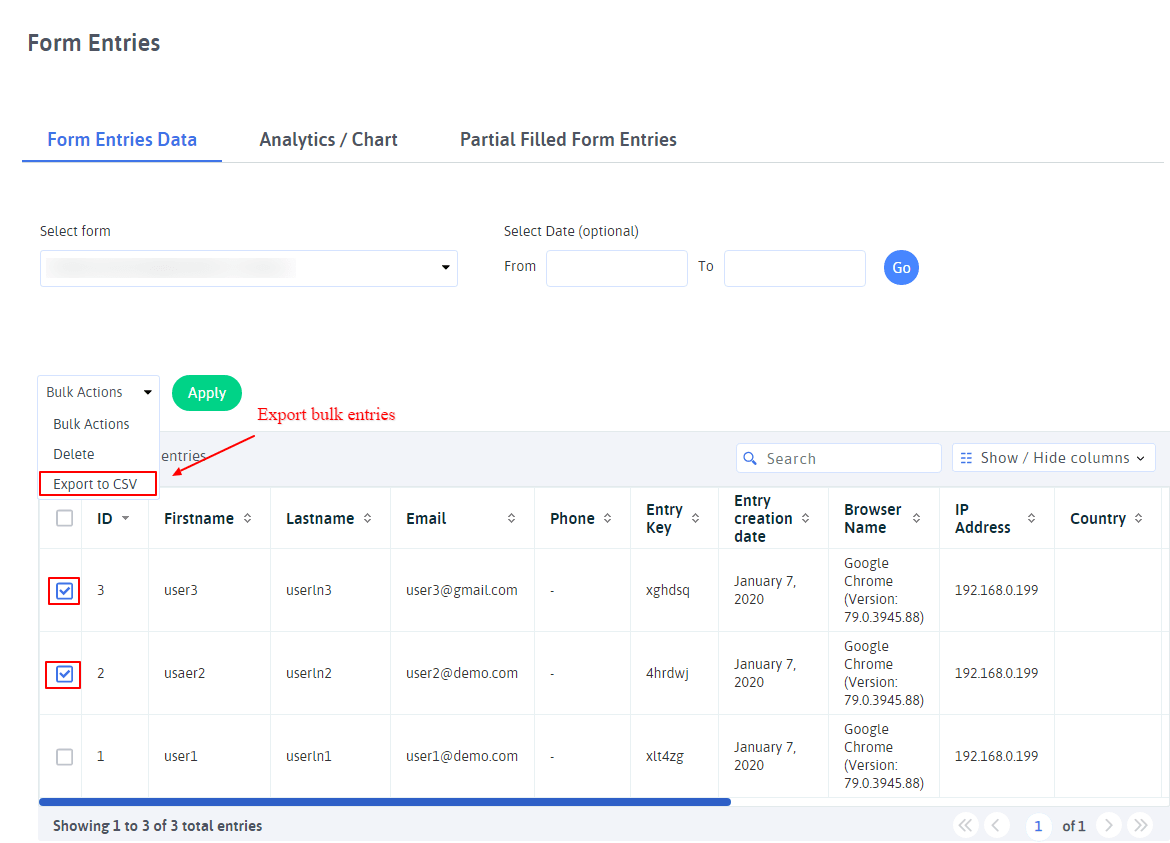 Form Entries
Form Entries Data Analytics / Chart Partial Filled Form Entries
Select form Select Date (optional)
From To Go
Bulk Actions Apply
Export bulk entries
Bulk Actions
Delete
entries Search Show / Hide columns
Export to CSV
ID Firstname Lastname Email Phone Entry Key Entry creation date Browser Name IP Address Country
3 user3 userln3 user3@gmail.com - xghdsq January 7, 2020 Google Chrome (Version: 79.0.3945.88) 192.168.0.199
2 usaer2 userln2 user2@demo.com - 4hrdwj January 7, 2020 Google Chrome (Version: 79.0.3945.88) 192.168.0.199
1 user1 userln1 user1@demo.com - xlt4zg January 7, 2020 Google Chrome (Version: 79.0.3945.88) 192.168.0.199
Showing 1 to 3 of 3 total entries 1 of 1